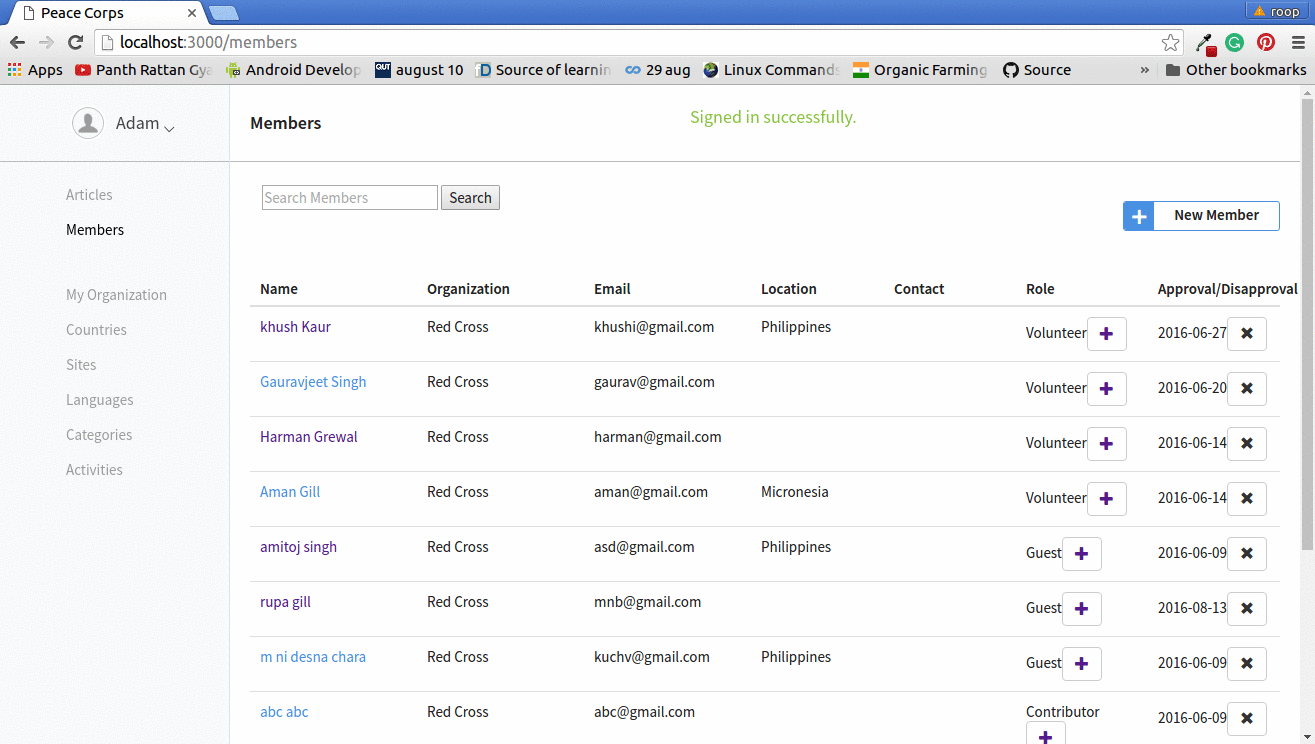 Peace Corps
roop
localhost:3000/members
Apps Panth Rattan Gya Android Develop august 10 Source of learnin 29 aug Linux Commands Organic Farming Source » Other bookmarks
Adam
Members
Signed in successfully.
Articles
Members
My Organization
Countries
Sites
Languages
Categories
Activities
Search Members Search
New Member
Name Organization Email Location Contact Role Approval/Disapproval
khush Kaur Red Cross khushi@gmail.com Philippines Volunteer 2016-06-27
Gauravjeet Singh Red Cross gaurav@gmail.com Volunteer 2016-06-20
Harman Grewal Red Cross harman@gmail.com Volunteer 2016-06-14
Aman Gill Red Cross aman@gmail.com Micronesia Volunteer 2016-06-14
amitoj singh Red Cross asd@gmail.com Philippines Guest 2016-06-09
rupa gill Red Cross mnb@gmail.com Guest 2016-08-13
m ni desna chara Red Cross kuchv@gmail.com Philippines Guest 2016-06-09
abc abc Red Cross abc@gmail.com Contributor 2016-06-09